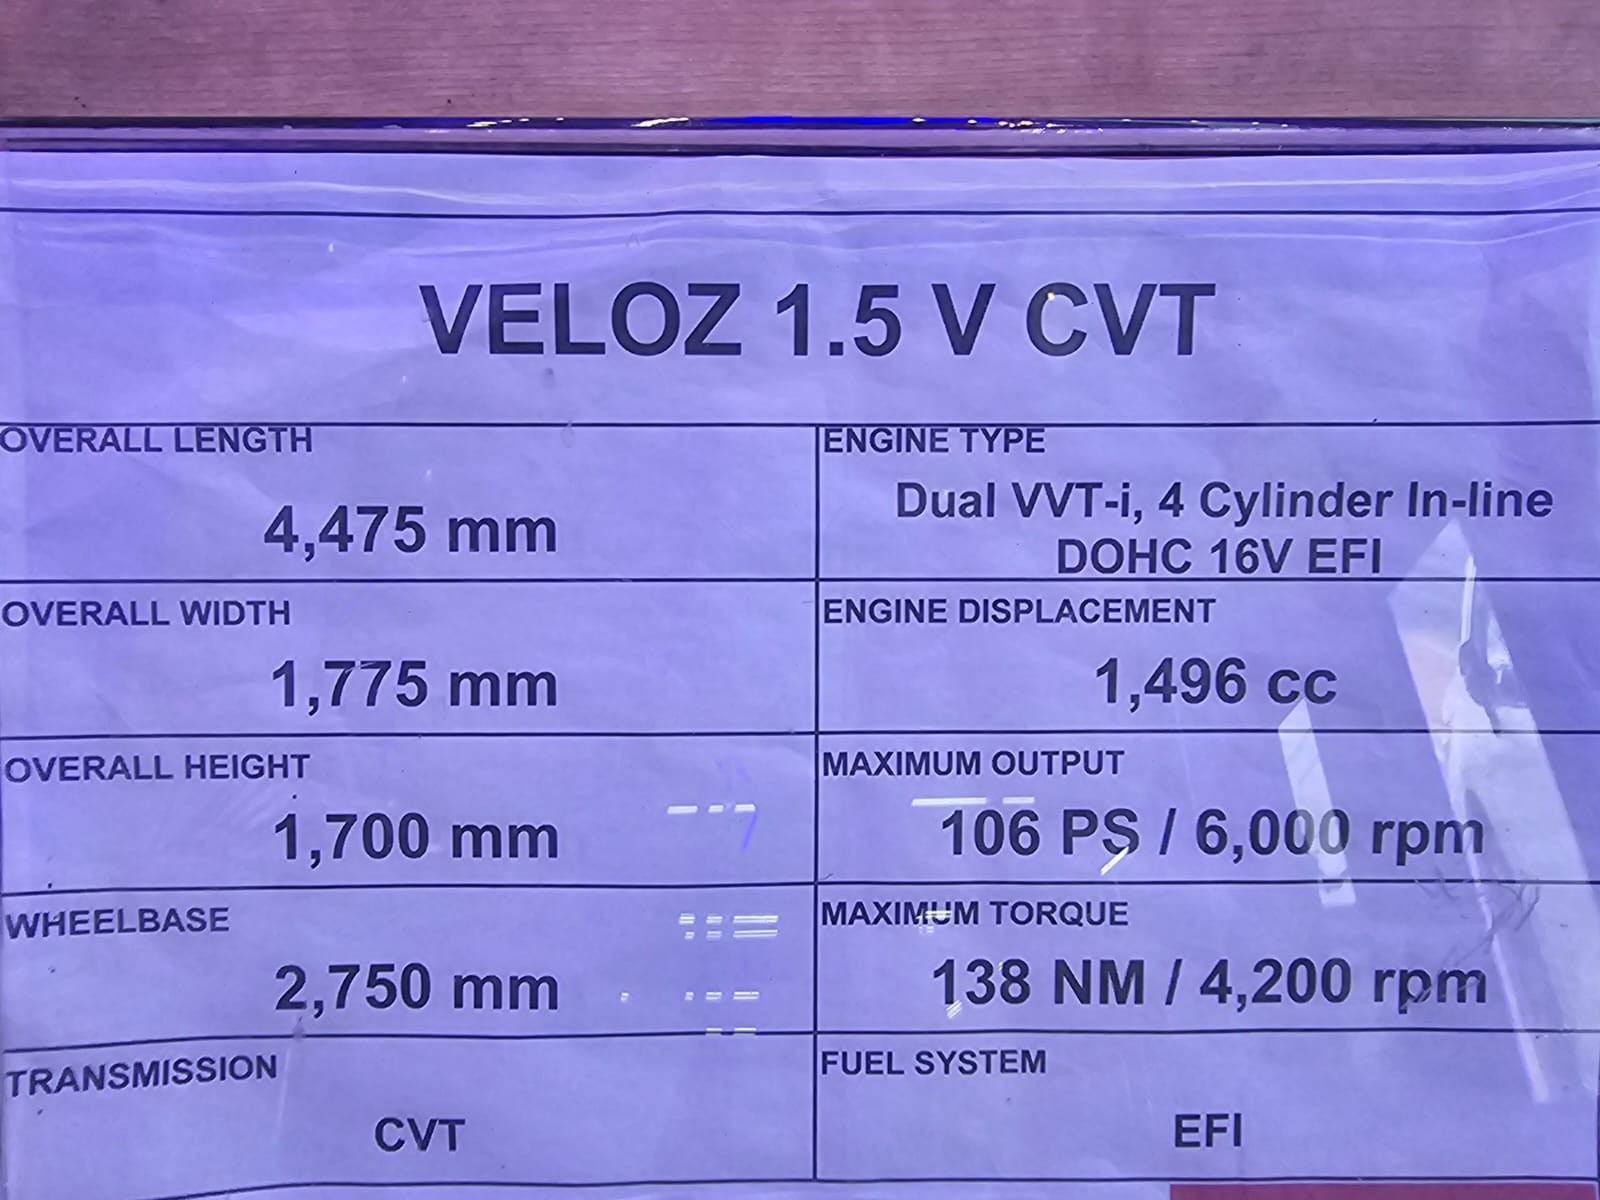 VELOZ 1.5 V CVT
OVERALL LENGTH
4,475 mm
ENGINE TYPE
Dual VVT-i, 4 Cylinder In-line
DOHC 16V EFI
OVERALL WIDTH
1,775 mm
ENGINE DISPLACEMENT
1,496 cc
OVERALL HEIGHT
1,700 mm
MAXIMUM OUTPUT
106 PS / 6,000 rpm
WHEELBASE
2,750 mm
MAXIMUM TORQUE
138 NM / 4,200 rpm
TRANSMISSION
CVT
FUEL SYSTEM
EFI